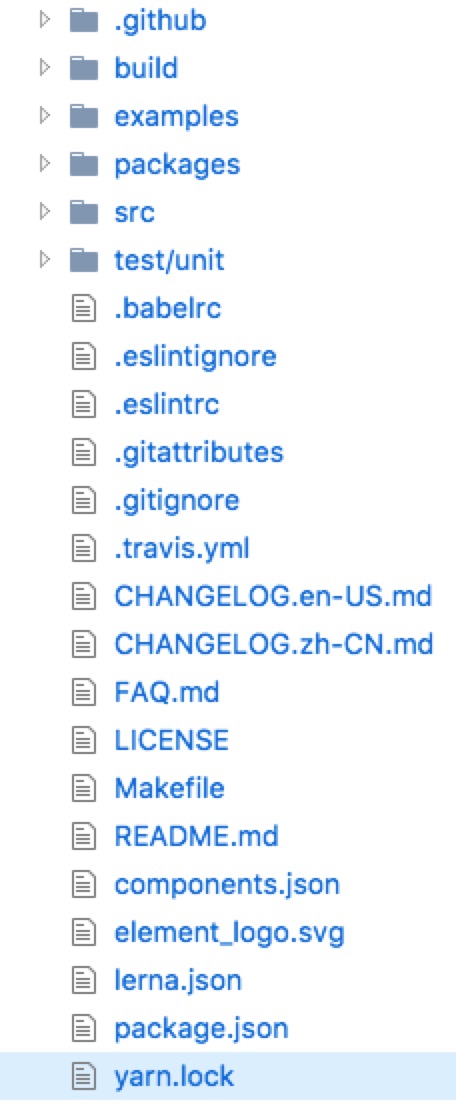 .github
build
examples
packages
src
test/unit
.babelrc
.eslintignore
.eslintrc
.gitattributes
.gitignore
.travis.yml
CHANGELOG.en-US.md
CHANGELOG.zh-CN.md
FAQ.md
LICENSE
Makefile
README.md
components.json
element_logo.svg
lerna.json
package.json
yarn.lock